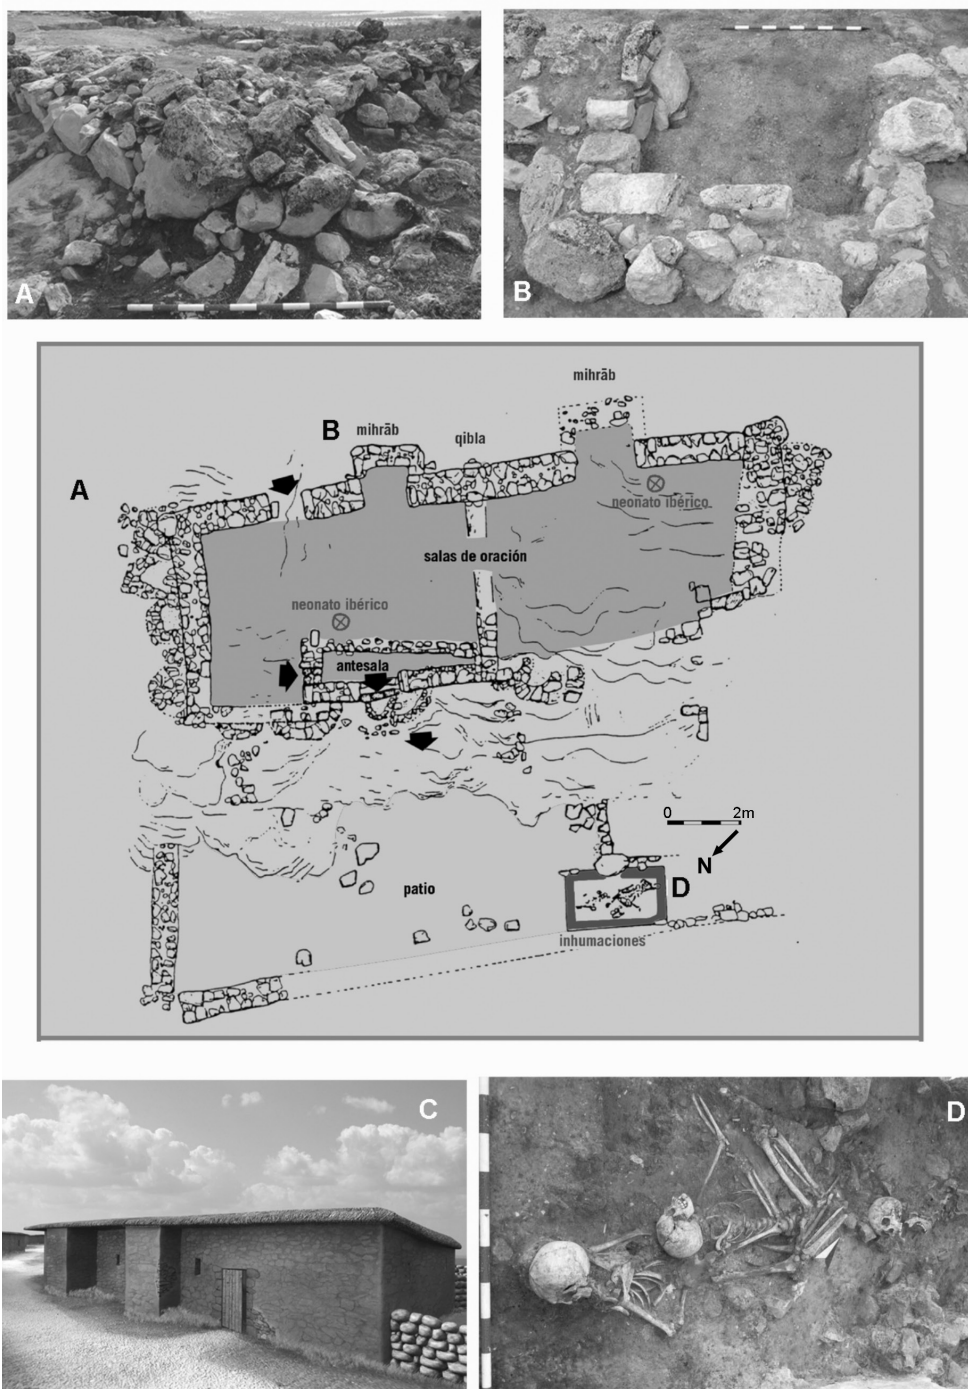 A
B
mihrāb
B
mihrāb
qibla
A
neonato ibérico
salas de oración
neonato ibérico
antesala
0
2m
N
patio
D
inhumaciones
C
D